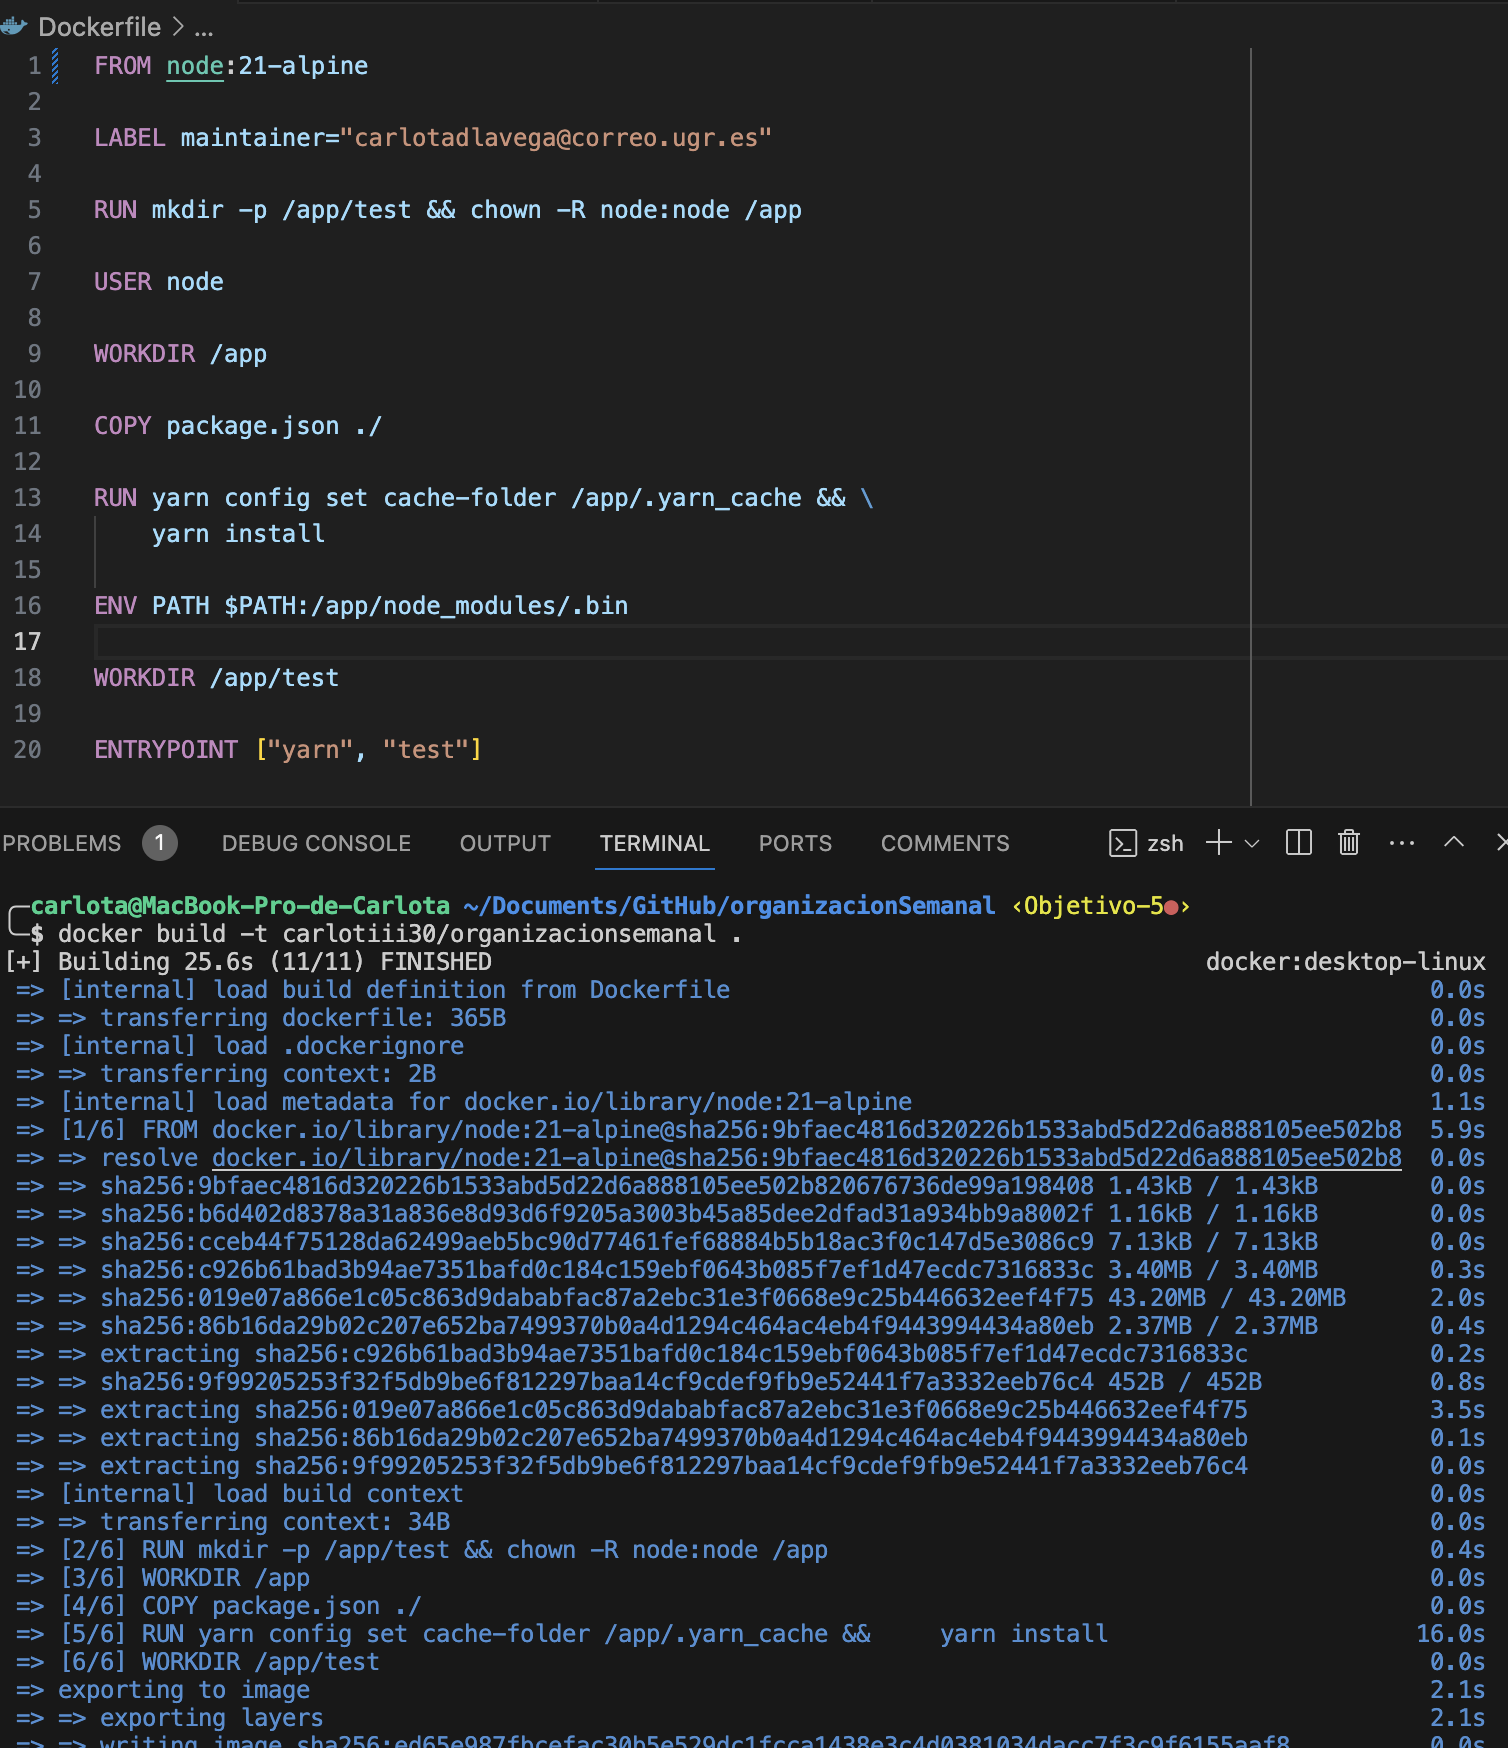 Dockerfile > ...
1 FROM node:21-alpine
2
3 LABEL maintainer="carlotadlavega@correo.ugr.es"
4
5 RUN mkdir -p /app/test && chown -R node:node /app
6
7 USER node
8
9 WORKDIR /app
10
11 COPY package.json ./
12
13 RUN yarn config set cache-folder /app/.yarn_cache && \
14 yarn install
15
16 ENV PATH $PATH:/app/node_modules/.bin
17
18 WORKDIR /app/test
19
20 ENTRYPOINT ["yarn", "test"]
PROBLEMS 1 DEBUG CONSOLE OUTPUT TERMINAL PORTS COMMENTS zsh
carlota@MacBook-Pro-de-Carlota ~/Documents/GitHub/organizacionSemanal ‹Objetivo-5●›
$ docker build -t carlotiii30/organizacionsemanal .
[+] Building 25.6s (11/11) FINISHED docker:desktop-linux
=> [internal] load build definition from Dockerfile 0.0s
=> => transferring dockerfile: 365B 0.0s
=> [internal] load .dockerignore 0.0s
=> => transferring context: 2B 0.0s
=> [internal] load metadata for docker.io/library/node:21-alpine 1.1s
=> [1/6] FROM docker.io/library/node:21-alpine@sha256:9bfaec4816d320226b1533abd5d22d6a888105ee502b8 5.9s
=> => resolve docker.io/library/node:21-alpine@sha256:9bfaec4816d320226b1533abd5d22d6a888105ee502b8 0.0s
=> => sha256:9bfaec4816d320226b1533abd5d22d6a888105ee502b820676736de99a198408 1.43kB / 1.43kB 0.0s
=> => sha256:b6d402d8378a31a836e8d93d6f9205a3003b45a85dee2dfad31a934bb9a8002f 1.16kB / 1.16kB 0.0s
=> => sha256:cceb44f75128da62499aeb5bc90d77461fef68884b5b18ac3f0c147d5e3086c9 7.13kB / 7.13kB 0.0s
=> => sha256:c926b61bad3b94ae7351bafd0c184c159ebf0643b085f7ef1d47ecdc7316833c 3.40MB / 3.40MB 0.3s
=> => sha256:019e07a866e1c05c863d9dababfac87a2ebc31e3f0668e9c25b446632eef4f75 43.20MB / 43.20MB 2.0s
=> => sha256:86b16da29b02c207e652ba7499370b0a4d1294c464ac4eb4f9443994434a80eb 2.37MB / 2.37MB 0.4s
=> => extracting sha256:c926b61bad3b94ae7351bafd0c184c159ebf0643b085f7ef1d47ecdc7316833c 0.2s
=> => sha256:9f99205253f32f5db9be6f812297baa14cf9cdef9fb9e52441f7a3332eeb76c4 452B / 452B 0.8s
=> => extracting sha256:019e07a866e1c05c863d9dababfac87a2ebc31e3f0668e9c25b446632eef4f75 3.5s
=> => extracting sha256:86b16da29b02c207e652ba7499370b0a4d1294c464ac4eb4f9443994434a80eb 0.1s
=> => extracting sha256:9f99205253f32f5db9be6f812297baa14cf9cdef9fb9e52441f7a3332eeb76c4 0.0s
=> [internal] load build context 0.0s
=> => transferring context: 34B 0.0s
=> [2/6] RUN mkdir -p /app/test && chown -R node:node /app 0.4s
=> [3/6] WORKDIR /app 0.0s
=> [4/6] COPY package.json ./ 0.0s
=> [5/6] RUN yarn config set cache-folder /app/.yarn_cache && yarn install 16.0s
=> [6/6] WORKDIR /app/test 0.0s
=> exporting to image 2.1s
=> => exporting layers 2.1s
=> => writing image sha256:ed65e987fbcefac30b5e529dc1fcca1438e3c4d0381034dacc7f3c9f6155aaf8 0.0s